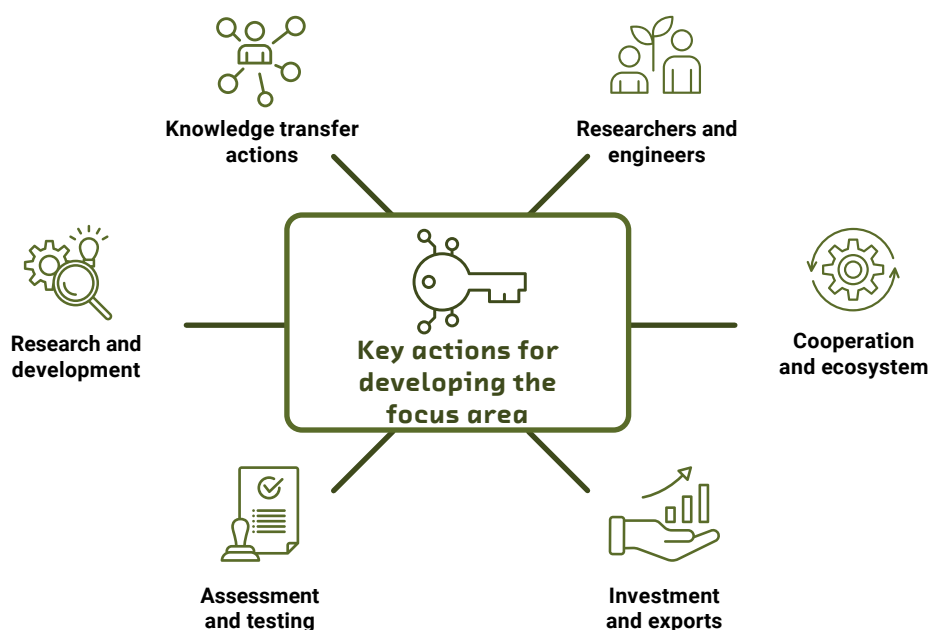 Knowledge transfer
actions
Researchers and
engineers
Research and
development
Key actions for
developing the
focus area
Cooperation
and ecosystem
Assessment
and testing
Investment
and exports